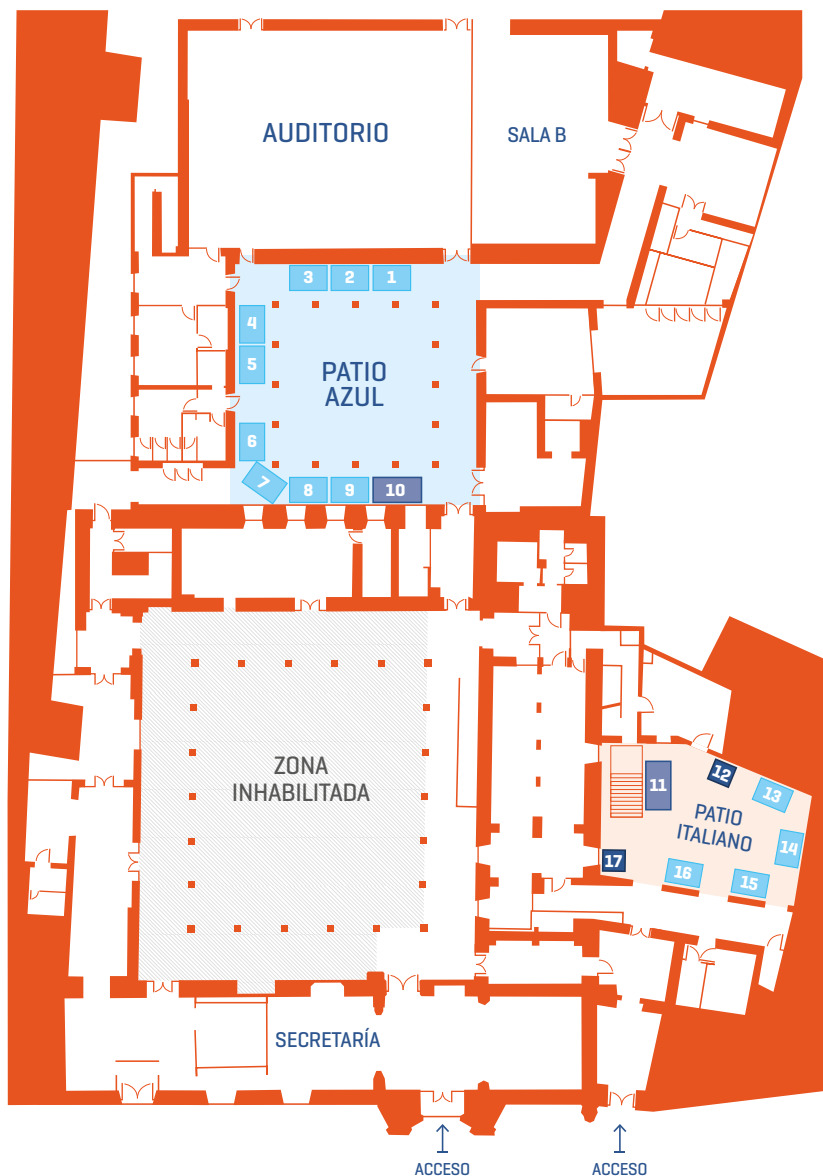 AUDITORIO
SALA B
3 2 1
4
5
PATIO
AZUL
6
7
8 9 10
ZONA
INHABILITADA
11
12
13
PATIO
ITALIANO
14
17
16
15
SECRETARÍA
ACCESO
ACCESO